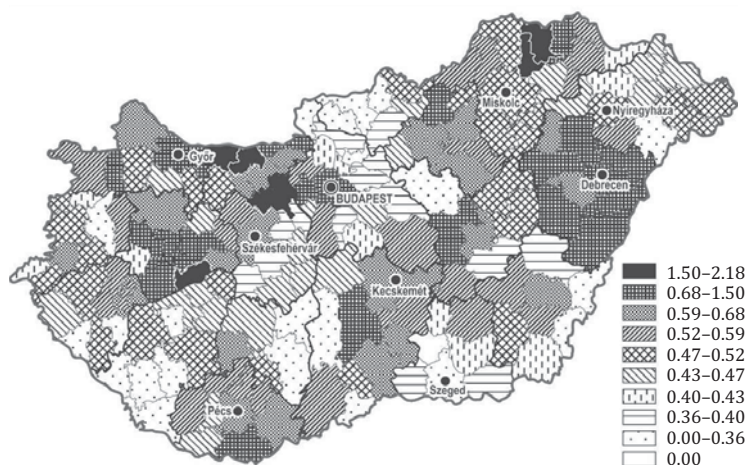 Miskolc
Nyíregyháza
Győr
Debrecen
BUDAPEST
Székesfehérvár
Kecskemét
Szeged
Pécs
1.50–2.18
0.68–1.50
0.59–0.68
0.52–0.59
0.47–0.52
0.43–0.47
0.40–0.43
0.36–0.40
0.00–0.36
0.00